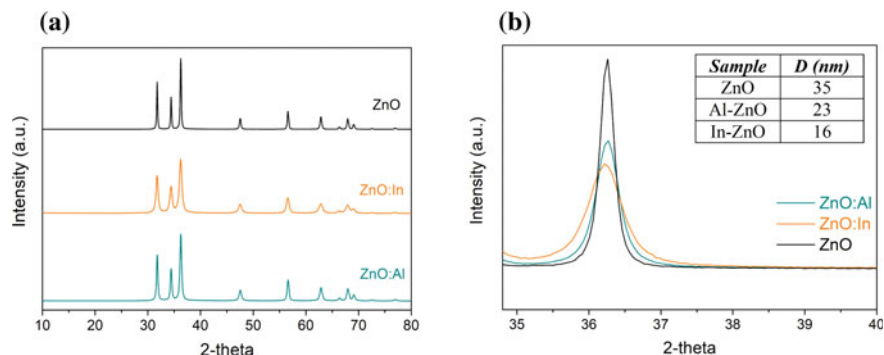 (a)
Intensity (a.u.)
ZnO
ZnO:In
ZnO:Al
10 20 30 40 50 60 70 80
2-theta
(b)
Intensity (a.u.)
Sample D (nm)
ZnO 35
Al-ZnO 23
In-ZnO 16
ZnO:Al
ZnO:In
ZnO
35 36 37 38 39 40
2-theta